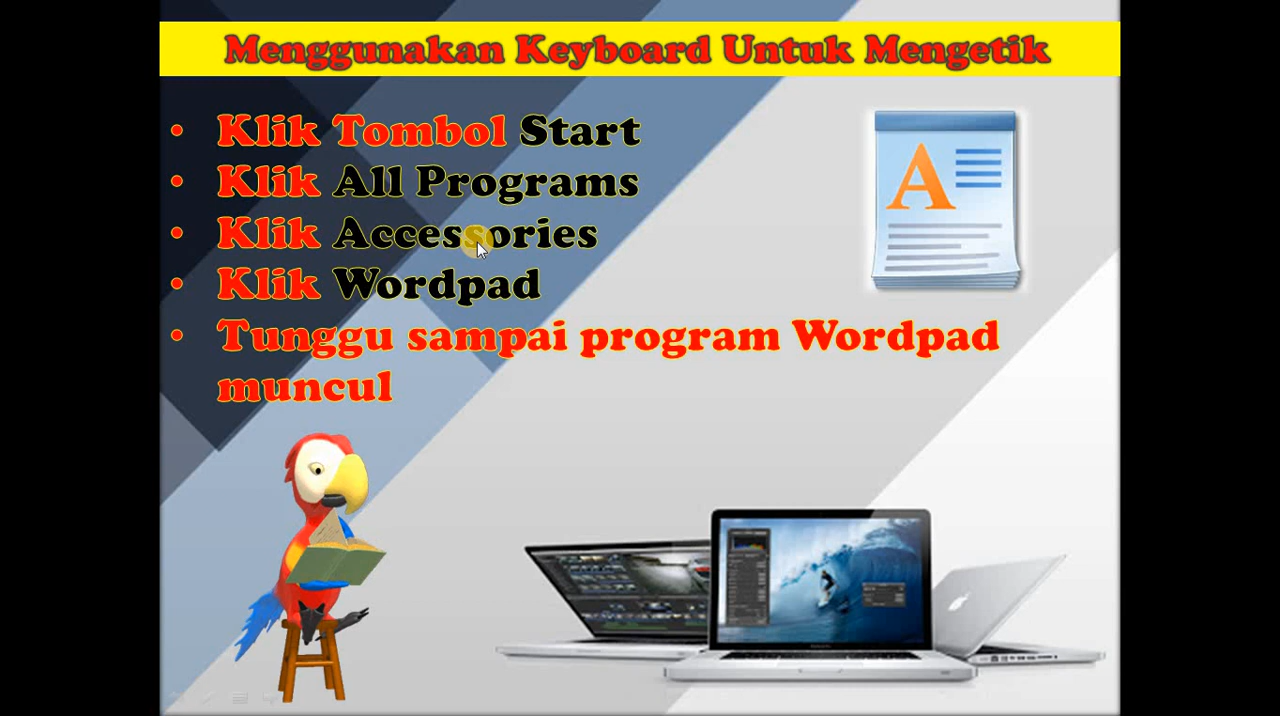 Menggunakan Keyboard Untuk Mengetik
• Klik Tombol Start
• Klik All Programs
• Klik Accessories
• Klik Wordpad
• Tunggu sampai program Wordpad
muncul
A